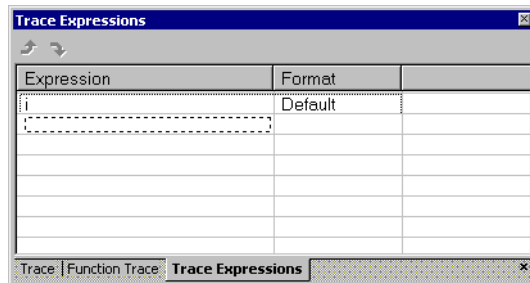 Trace Expressions
Expression Format
i Default
Trace Function Trace Trace Expressions